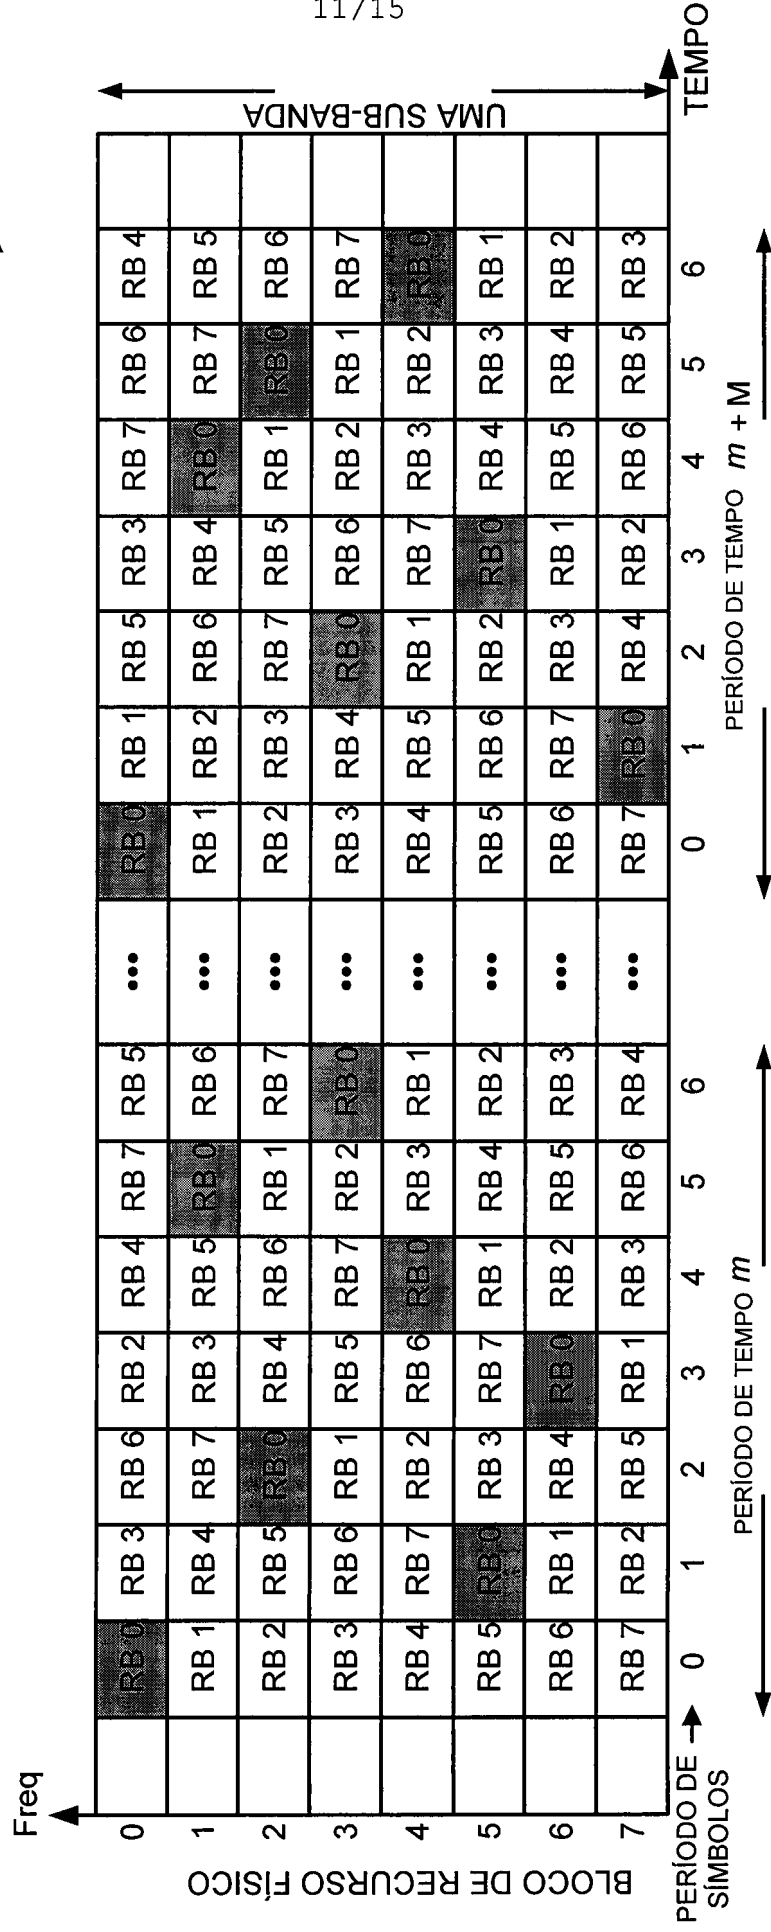 11/15
Freq
UMA SUB-BANDA
BLOCO DE RECURSO FÍSICO
0 RB 0 RB 3 RB 6 RB 2 RB 4 RB 7 RB 5 ••• RB 0 RB 1 RB 5 RB 3 RB 7 RB 6 RB 4
1 RB 1 RB 4 RB 7 RB 3 RB 5 RB 0 RB 6 ••• RB 1 RB 2 RB 6 RB 4 RB 0 RB 7 RB 5
2 RB 2 RB 5 RB 0 RB 4 RB 6 RB 1 RB 7 ••• RB 2 RB 3 RB 7 RB 5 RB 1 RB 0 RB 6
3 RB 3 RB 6 RB 1 RB 5 RB 7 RB 2 RB 0 ••• RB 3 RB 4 RB 0 RB 6 RB 2 RB 1 RB 7
4 RB 4 RB 7 RB 2 RB 6 RB 0 RB 3 RB 1 ••• RB 4 RB 5 RB 1 RB 7 RB 3 RB 2 RB 0
5 RB 5 RB 0 RB 3 RB 7 RB 1 RB 4 RB 2 ••• RB 5 RB 6 RB 2 RB 0 RB 4 RB 3 RB 1
6 RB 6 RB 1 RB 4 RB 0 RB 2 RB 5 RB 3 ••• RB 6 RB 7 RB 3 RB 1 RB 5 RB 4 RB 2
7 RB 7 RB 2 RB 5 RB 1 RB 3 RB 6 RB 4 ••• RB 7 RB 0 RB 4 RB 2 RB 6 RB 5 RB 3
PERÍODO DE 0 1 2 3 4 5 6 0 1 2 3 4 5 6 TEMPO
SÍMBOLOS
PERÍODO DE TEMPO m PERÍODO DE TEMPO m + M